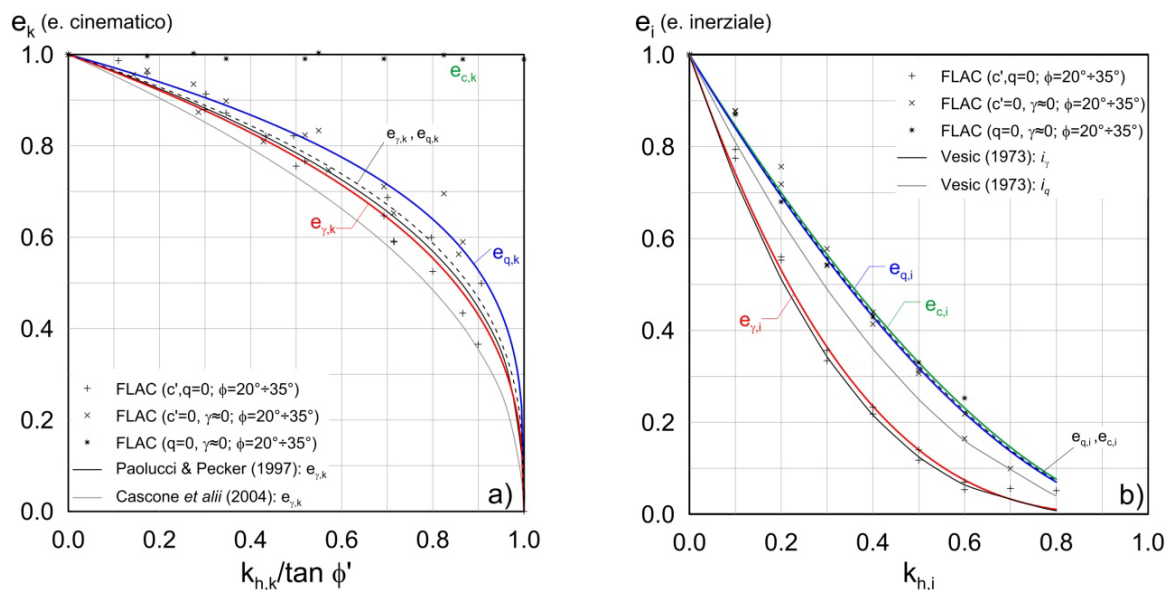 e_k (e. cinematico)
1.0
0.8
0.6
0.4
0.2
0.0
0.0 0.2 0.4 0.6 0.8 1.0
k_h,k/tan ϕ'
e_c,k
e_γ,k , e_q,k
e_γ,k
e_q,k
+ FLAC (c',q=0; ϕ=20°÷35°)
× FLAC (c'=0, γ≈0; ϕ=20°÷35°)
* FLAC (q=0, γ≈0; ϕ=20°÷35°)
Paolucci & Pecker (1997): e_γ,k
Cascone et alii (2004): e_γ,k
a)
e_i (e. inerziale)
1.0
0.8
0.6
0.4
0.2
0.0
0.0 0.2 0.4 0.6 0.8 1.0
k_h,i
+ FLAC (c',q=0; ϕ=20°÷35°)
× FLAC (c'=0, γ≈0; ϕ=20°÷35°)
* FLAC (q=0, γ≈0; ϕ=20°÷35°)
Vesic (1973): i_γ
Vesic (1973): i_q
e_q,i
e_c,i
e_γ,i
e_q,i , e_c,i
b)